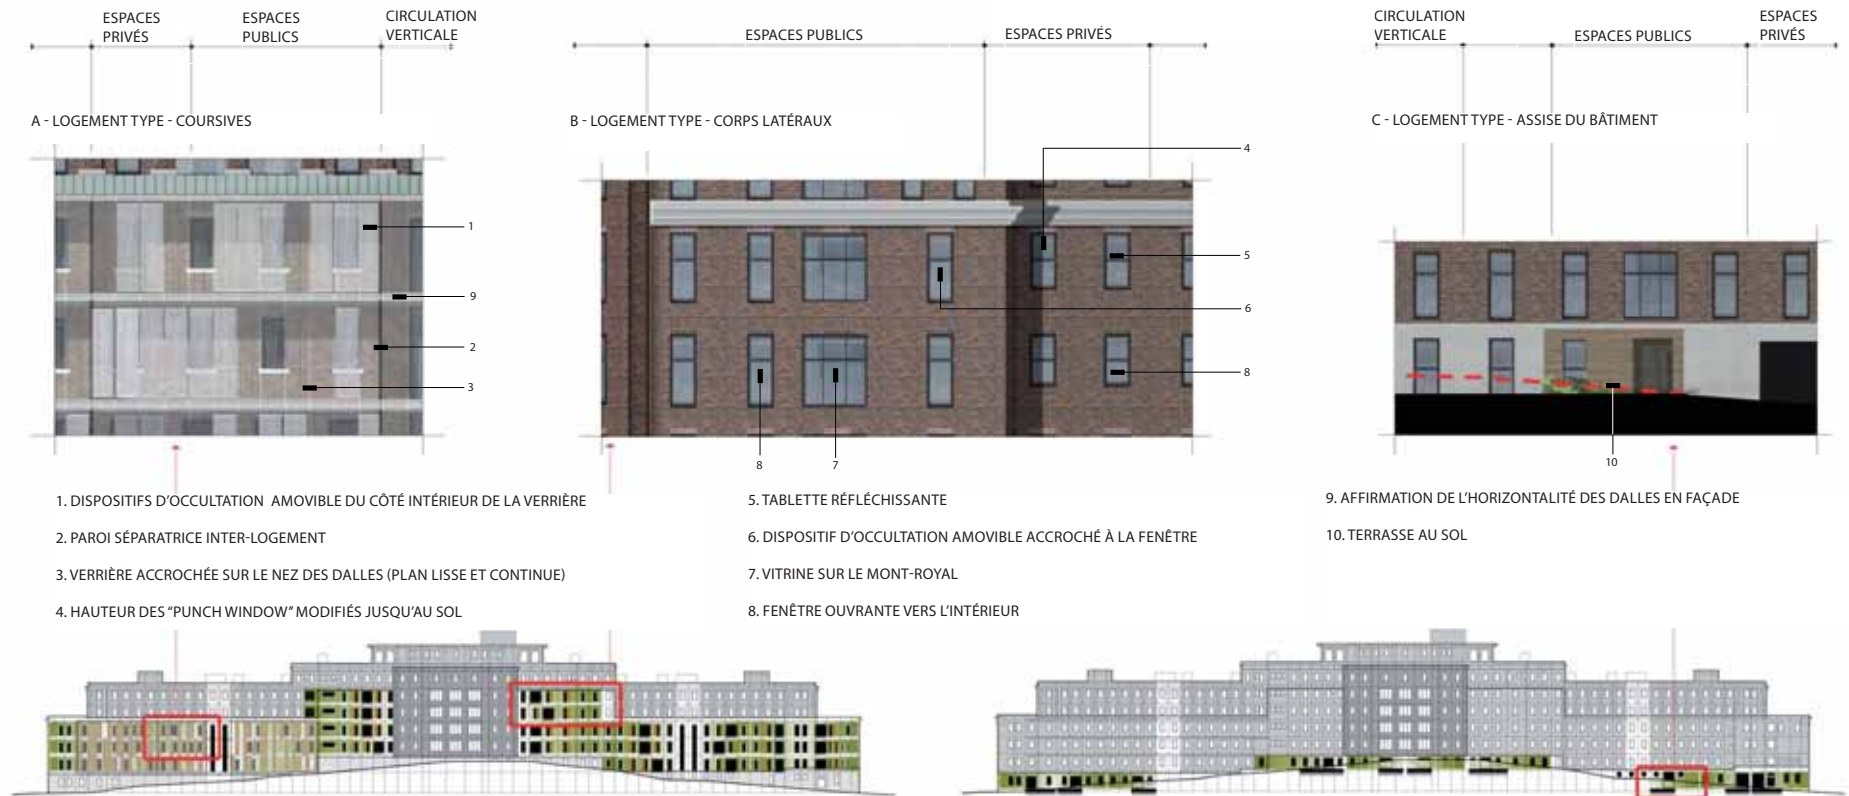 ESPACES
PRIVÉS
ESPACES
PUBLICS
CIRCULATION
VERTICALE
ESPACES PUBLICS
ESPACES PRIVÉS
CIRCULATION
VERTICALE
ESPACES PUBLICS
ESPACES
PRIVÉS
A - LOGEMENT TYPE - COURSIVES
B - LOGEMENT TYPE - CORPS LATÉRAUX
C - LOGEMENT TYPE - ASSISE DU BÂTIMENT
1
9
2
3
4
5
6
8
8
7
10
1. DISPOSITIFS D'OCCULTATION AMOVIBLE DU CÔTÉ INTÉRIEUR DE LA VERRIÈRE
2. PAROI SÉPARATRICE INTER-LOGEMENT
3. VERRIÈRE ACCROCHÉE SUR LE NEZ DES DALLES (PLAN LISSE ET CONTINUE)
4. HAUTEUR DES "PUNCH WINDOW" MODIFIÉS JUSQU'AU SOL
5. TABLETTE RÉFLÉCHISSANTE
6. DISPOSITIF D'OCCULTATION AMOVIBLE ACCROCHÉ À LA FENÊTRE
7. VITRINE SUR LE MONT-ROYAL
8. FENÊTRE OUVRANTE VERS L'INTÉRIEUR
9. AFFIRMATION DE L'HORIZONTALITÉ DES DALLES EN FAÇADE
10. TERRASSE AU SOL